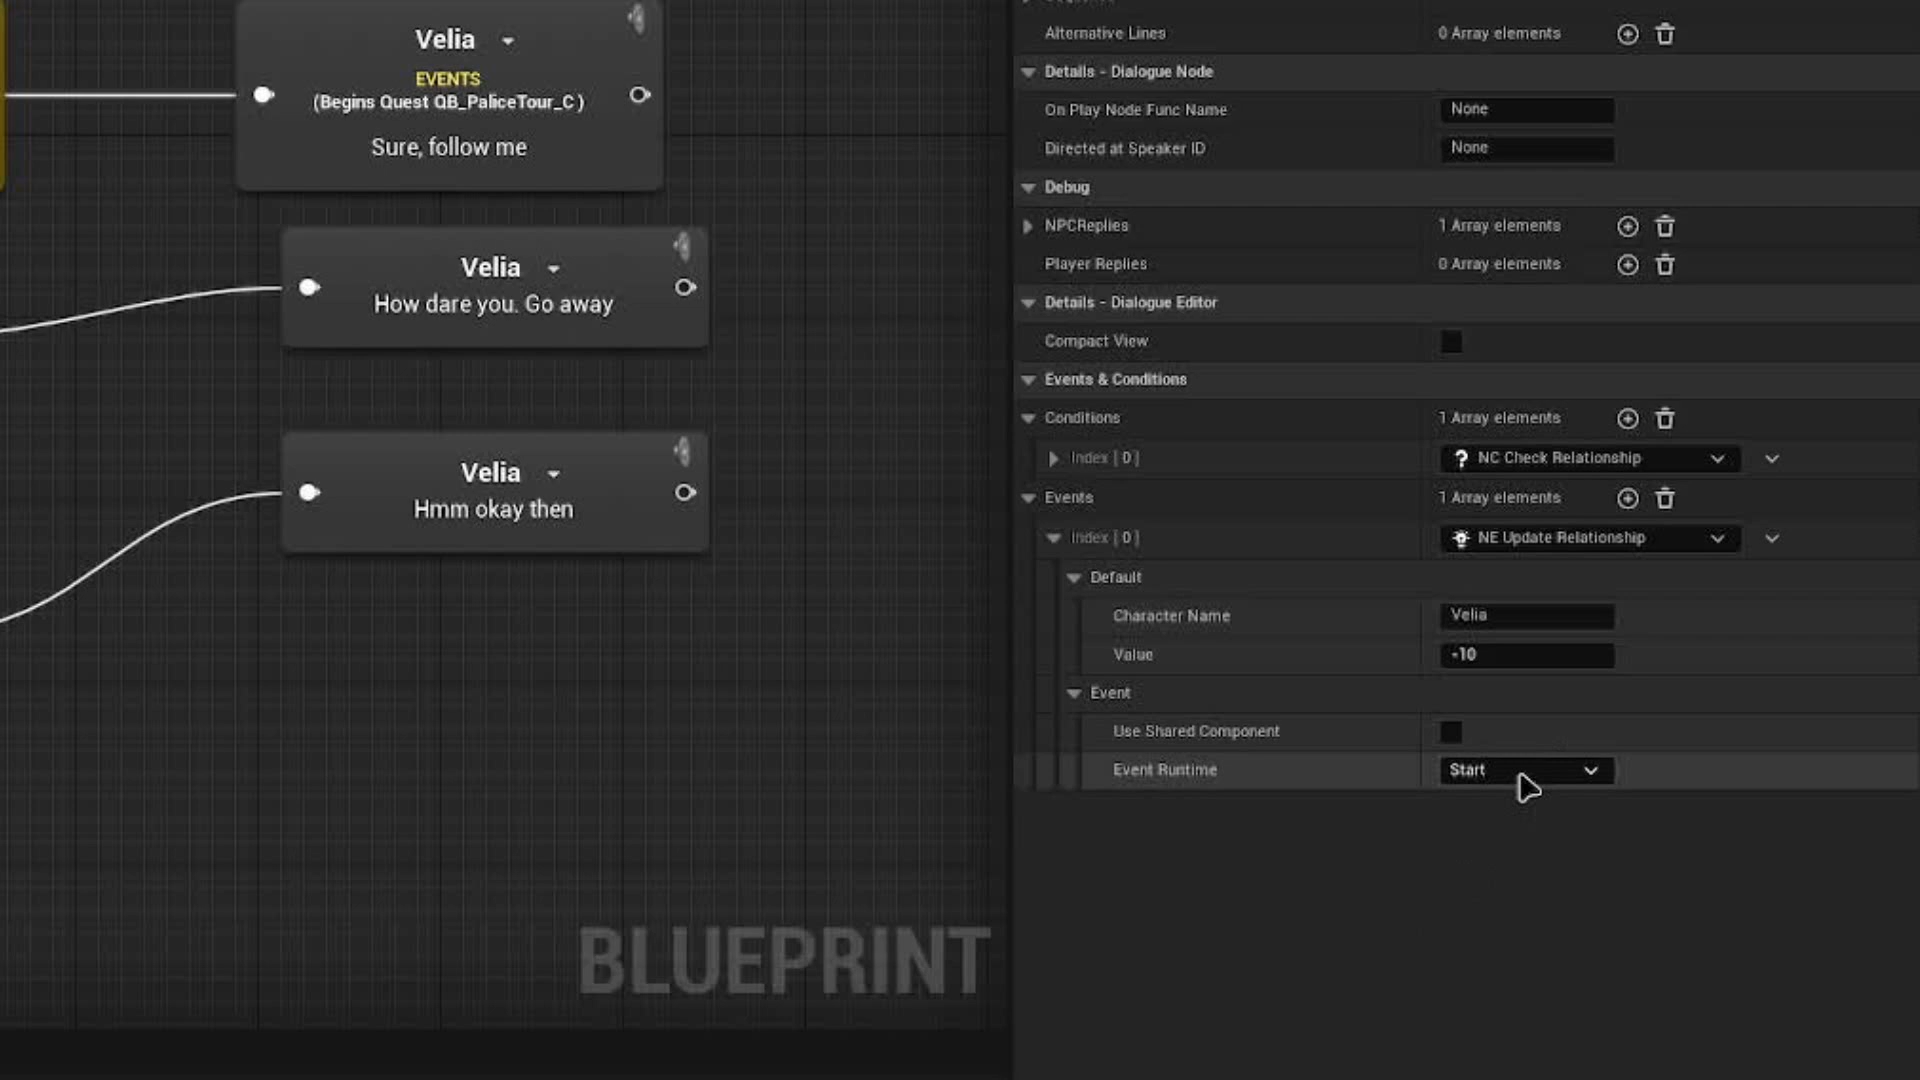 Velia
EVENTS
(Begins Quest QB_PaliceTour_C )
Sure, follow me
Velia
How dare you. Go away
Velia
Hmm okay then
BLUEPRINT
Alternative Lines
0 Array elements
Details - Dialogue Node
On Play Node Func Name
None
Directed at Speaker ID
None
Debug
NPCReplies
1 Array elements
Player Replies
0 Array elements
Details - Dialogue Editor
Compact View
Events & Conditions
Conditions
1 Array elements
Index [ 0 ]
? NC Check Relationship
Events
1 Array elements
Index [ 0 ]
NE Update Relationship
Default
Character Name
Velia
Value
-10
Event
Use Shared Component
Event Runtime
Start